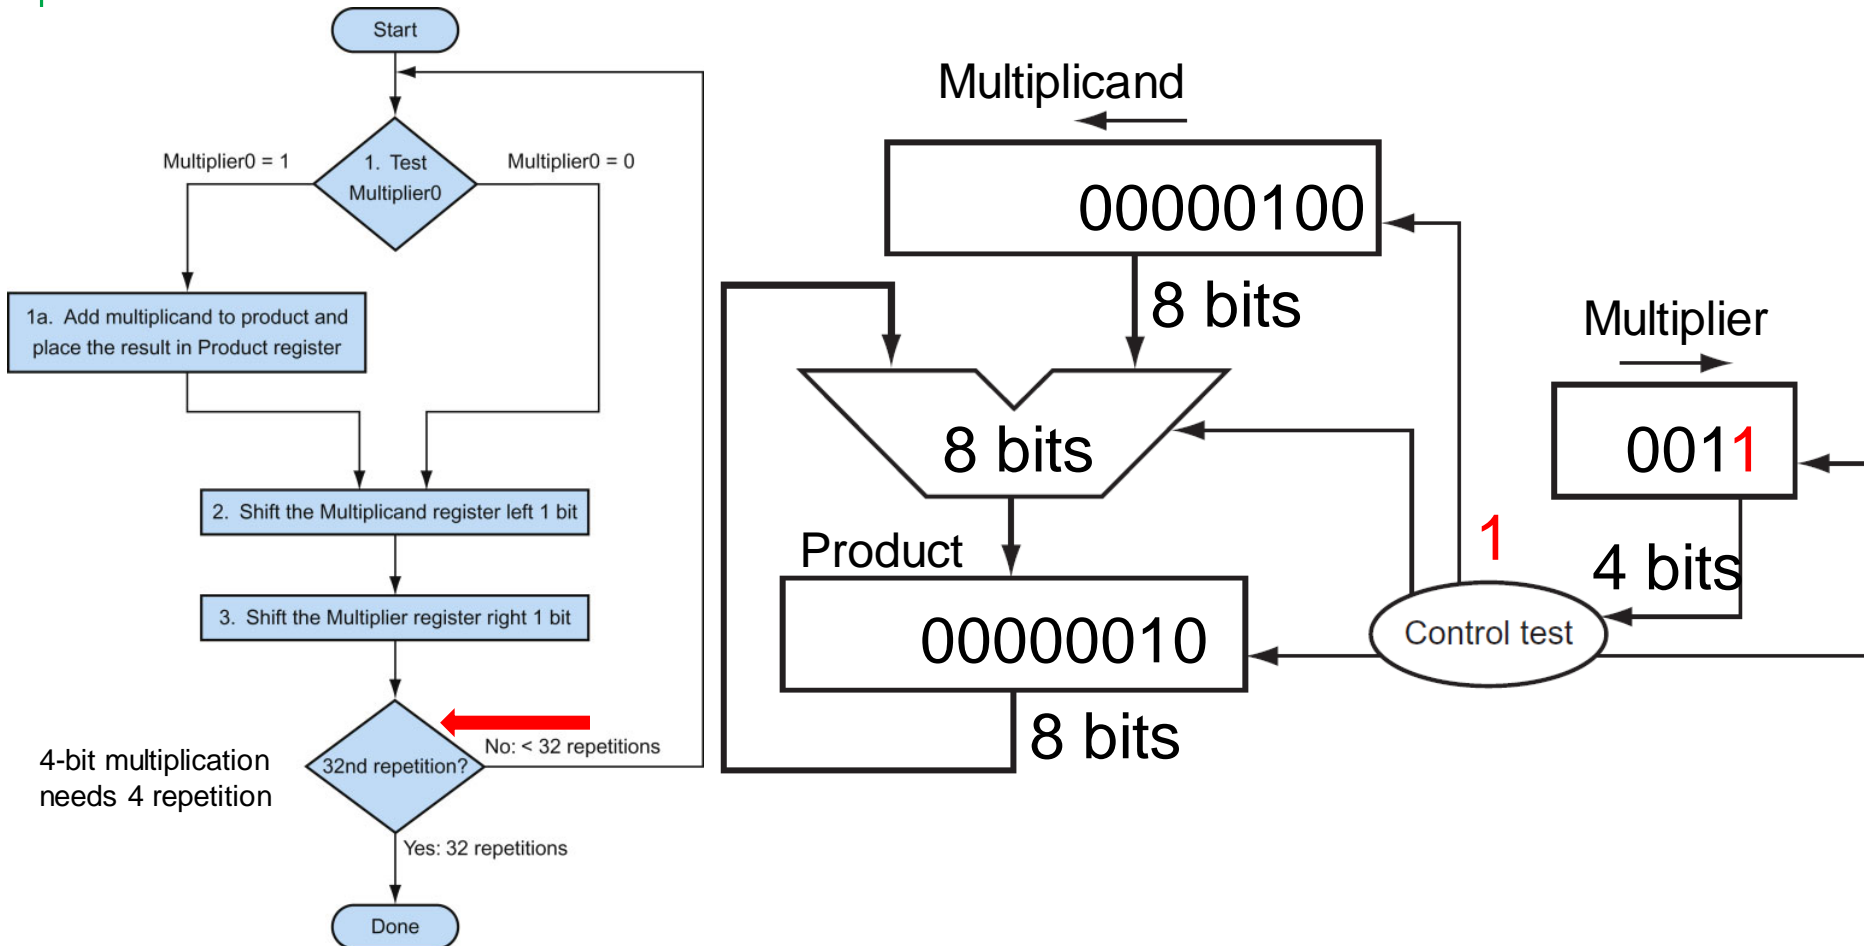 Start
Multiplier0 = 1
1. Test
Multiplier0
Multiplier0 = 0
1a. Add multiplicand to product and
place the result in Product register
2. Shift the Multiplicand register left 1 bit
3. Shift the Multiplier register right 1 bit
32nd repetition?
No: < 32 repetitions
4-bit multiplication
needs 4 repetition
Yes: 32 repetitions
Done
Multiplicand
00000100
8 bits
Multiplier
0011
8 bits
1
4 bits
Product
00000010
Control test
8 bits